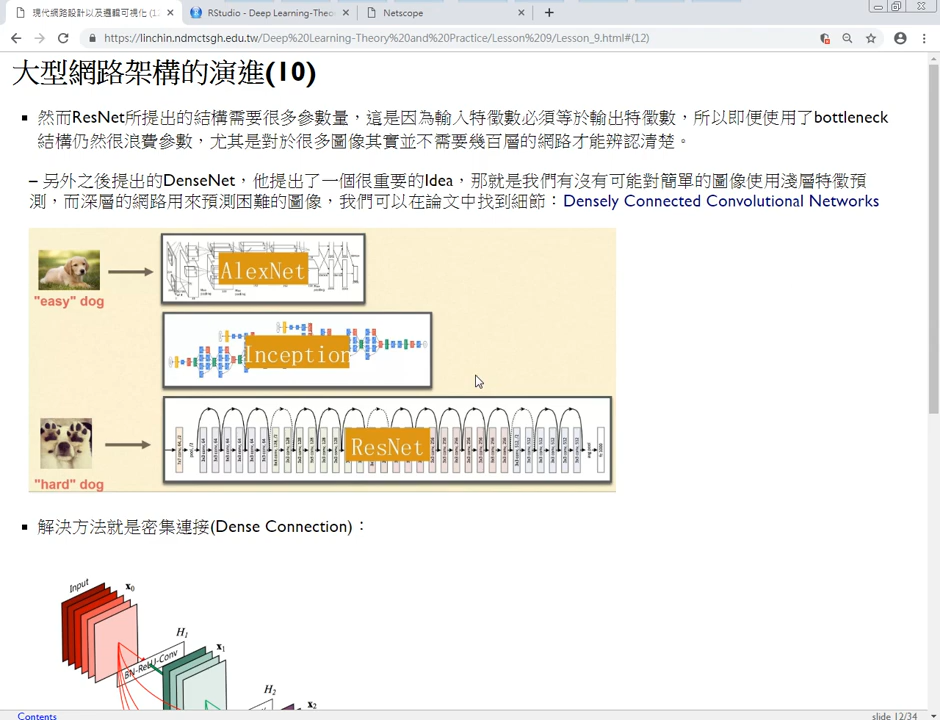 現代網路設計以及邏輯可視化 (1.
RStudio - Deep Learning-Theo
Netscope
https://linchin.ndmctsgh.edu.tw/Deep%20Learning-Theory%20and%20Practice/Lesson%209/Lesson_9.html#(12)
大型網路架構的演進(10)
然而ResNet所提出的結構需要很多參數量，這是因為輸入特徵數必須等於輸出特徵數，所以即便使用了bottleneck
結構仍然很浪費參數，尤其是對於很多圖像其實並不需要幾百層的網路才能辨認清楚。
– 另外之後提出的DenseNet，他提出了一個很重要的Idea，那就是我們有沒有可能對簡單的圖像使用淺層特徵預
測，而深層的網路用來預測困難的圖像，我們可以在論文中找到細節：Densely Connected Convolutional Networks
AlexNet
"easy" dog
Inception
ResNet
"hard" dog
解決方法就是密集連接(Dense Connection)：
Input
x0
H1
x1
BN-ReLU-Conv
H2
x2
Contents
slide 12/34